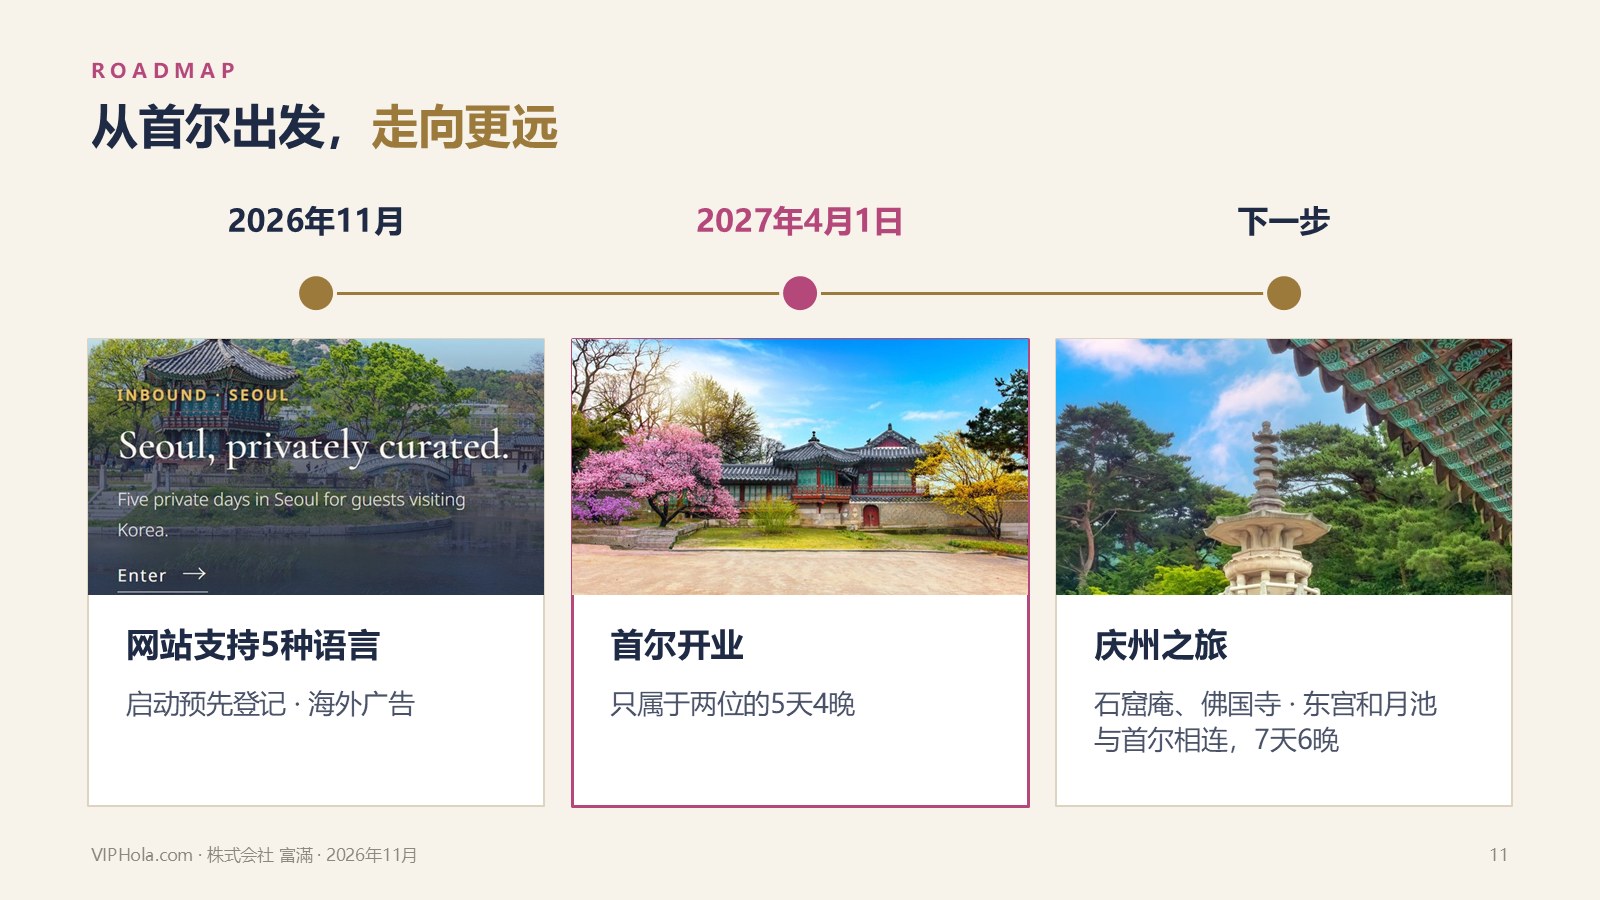 ROADMAP
从首尔出发，走向更远
2026年11月
2027年4月1日
下一步
INBOUND · SEOUL
Seoul, privately curated.
Five private days in Seoul for guests visiting
Korea.
Enter →
网站支持5种语言
启动预先登记 · 海外广告
首尔开业
只属于两位的5天4晚
庆州之旅
石窟庵、佛国寺 · 东宫和月池
与首尔相连，7天6晚
VIPHola.com · 株式会社 富滿 · 2026年11月
11